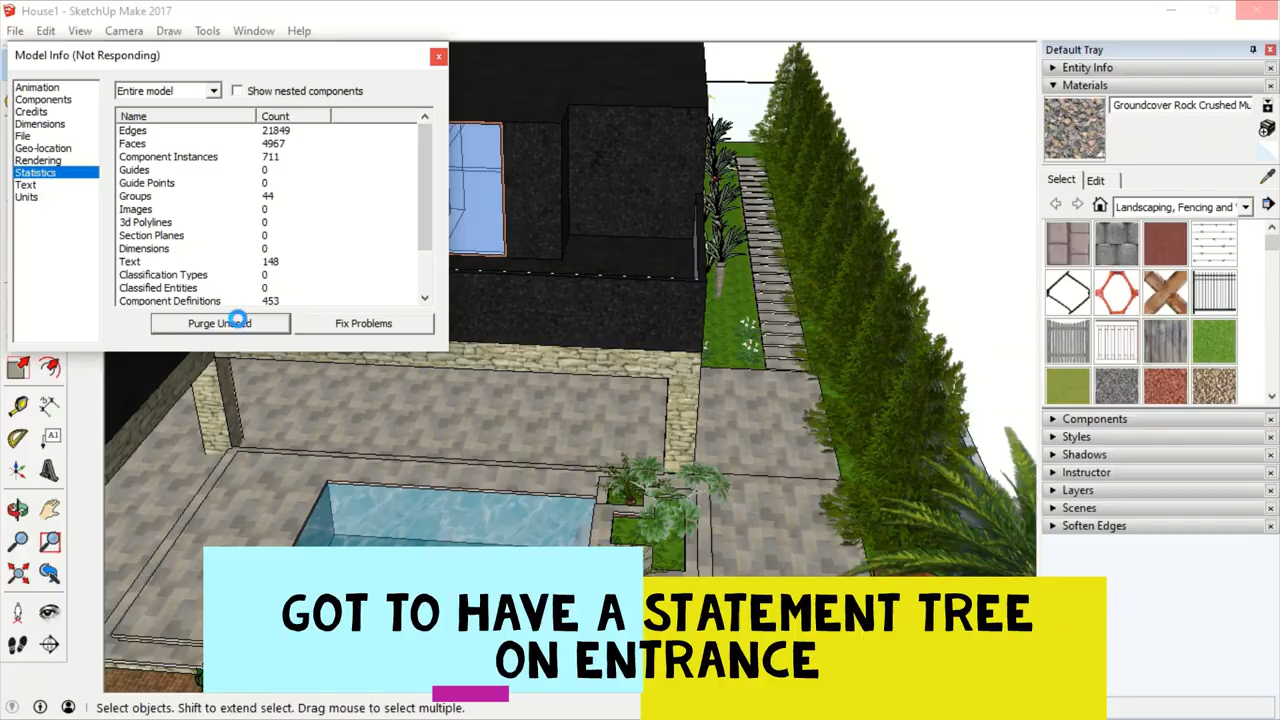 House1 - SketchUp Make 2017
File Edit View Camera Draw Tools Window Help
Model Info (Not Responding)
Animation
Components
Credits
Dimensions
File
Geo-location
Rendering
Statistics
Text
Units
Entire model
Show nested components
Name Count
Edges 21849
Faces 4967
Component Instances 711
Guides 0
Guide Points 0
Groups 44
Images 0
3d Polylines 0
Section Planes 0
Dimensions 0
Text 148
Classification Types 0
Classified Entities 0
Component Definitions 453
Purge Fix Problems
A1
Default Tray
Entity Info
Materials
Groundcover Rock Crushed Mu
Select Edit
Landscaping, Fencing and
Components
Styles
Shadows
Instructor
Layers
Scenes
Soften Edges
GOT TO HAVE A STATEMENT TREE
ON ENTRANCE
Select objects. Shift to extend select. Drag mouse to select multiple.